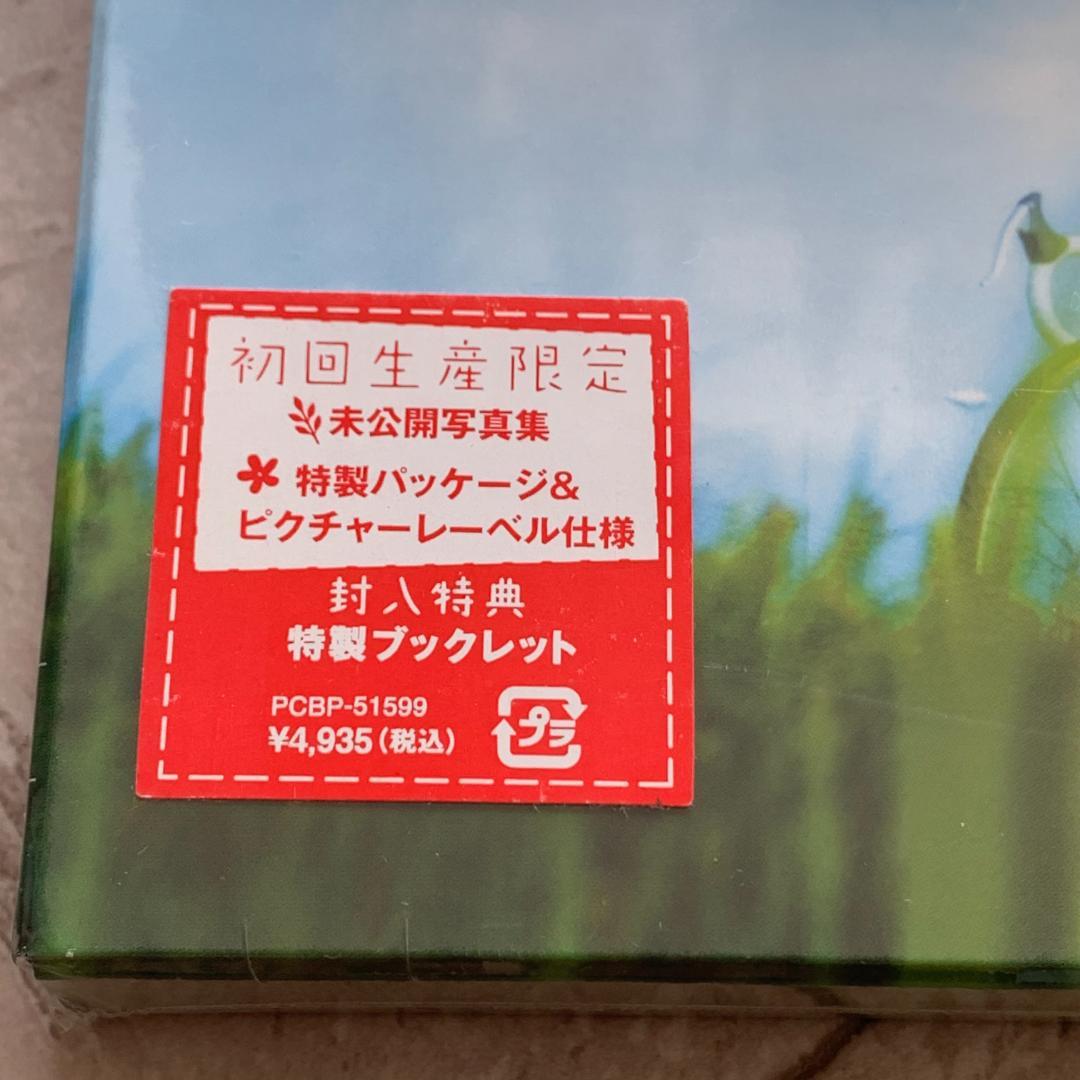 初回生産限定
未公開写真集
特製パッケージ&
ピクチャーレーベル仕様
封入特典
特製ブックレット
PCBP-51599
¥4,935(税込)
プラ